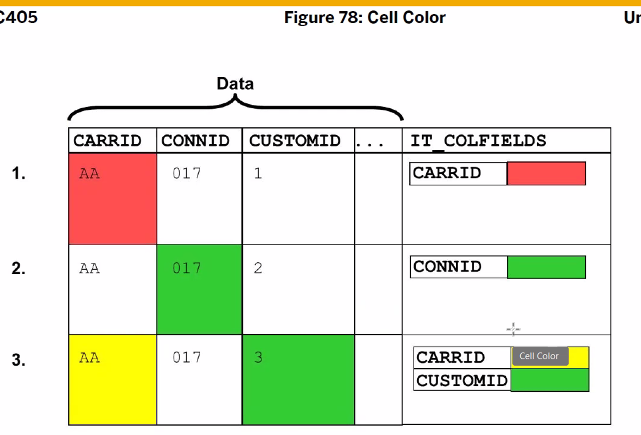 C405 Figure 78: Cell Color Un
Data
CARRID CONNID CUSTOMID ... IT_COLFIELDS
1. AA 017 1 CARRID
2. AA 017 2 CONNID
3. AA 017 3 CARRID Cell Color
CUSTOMID